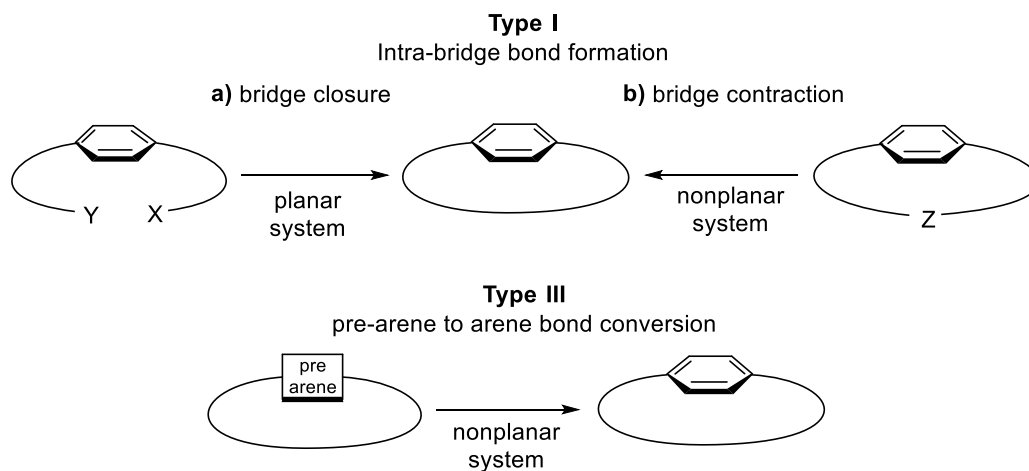 Type I
Intra-bridge bond formation
a) bridge closure
b) bridge contraction
Y X
planar
system
nonplanar
system
Z
Type III
pre-arene to arene bond conversion
pre
arene
nonplanar
system